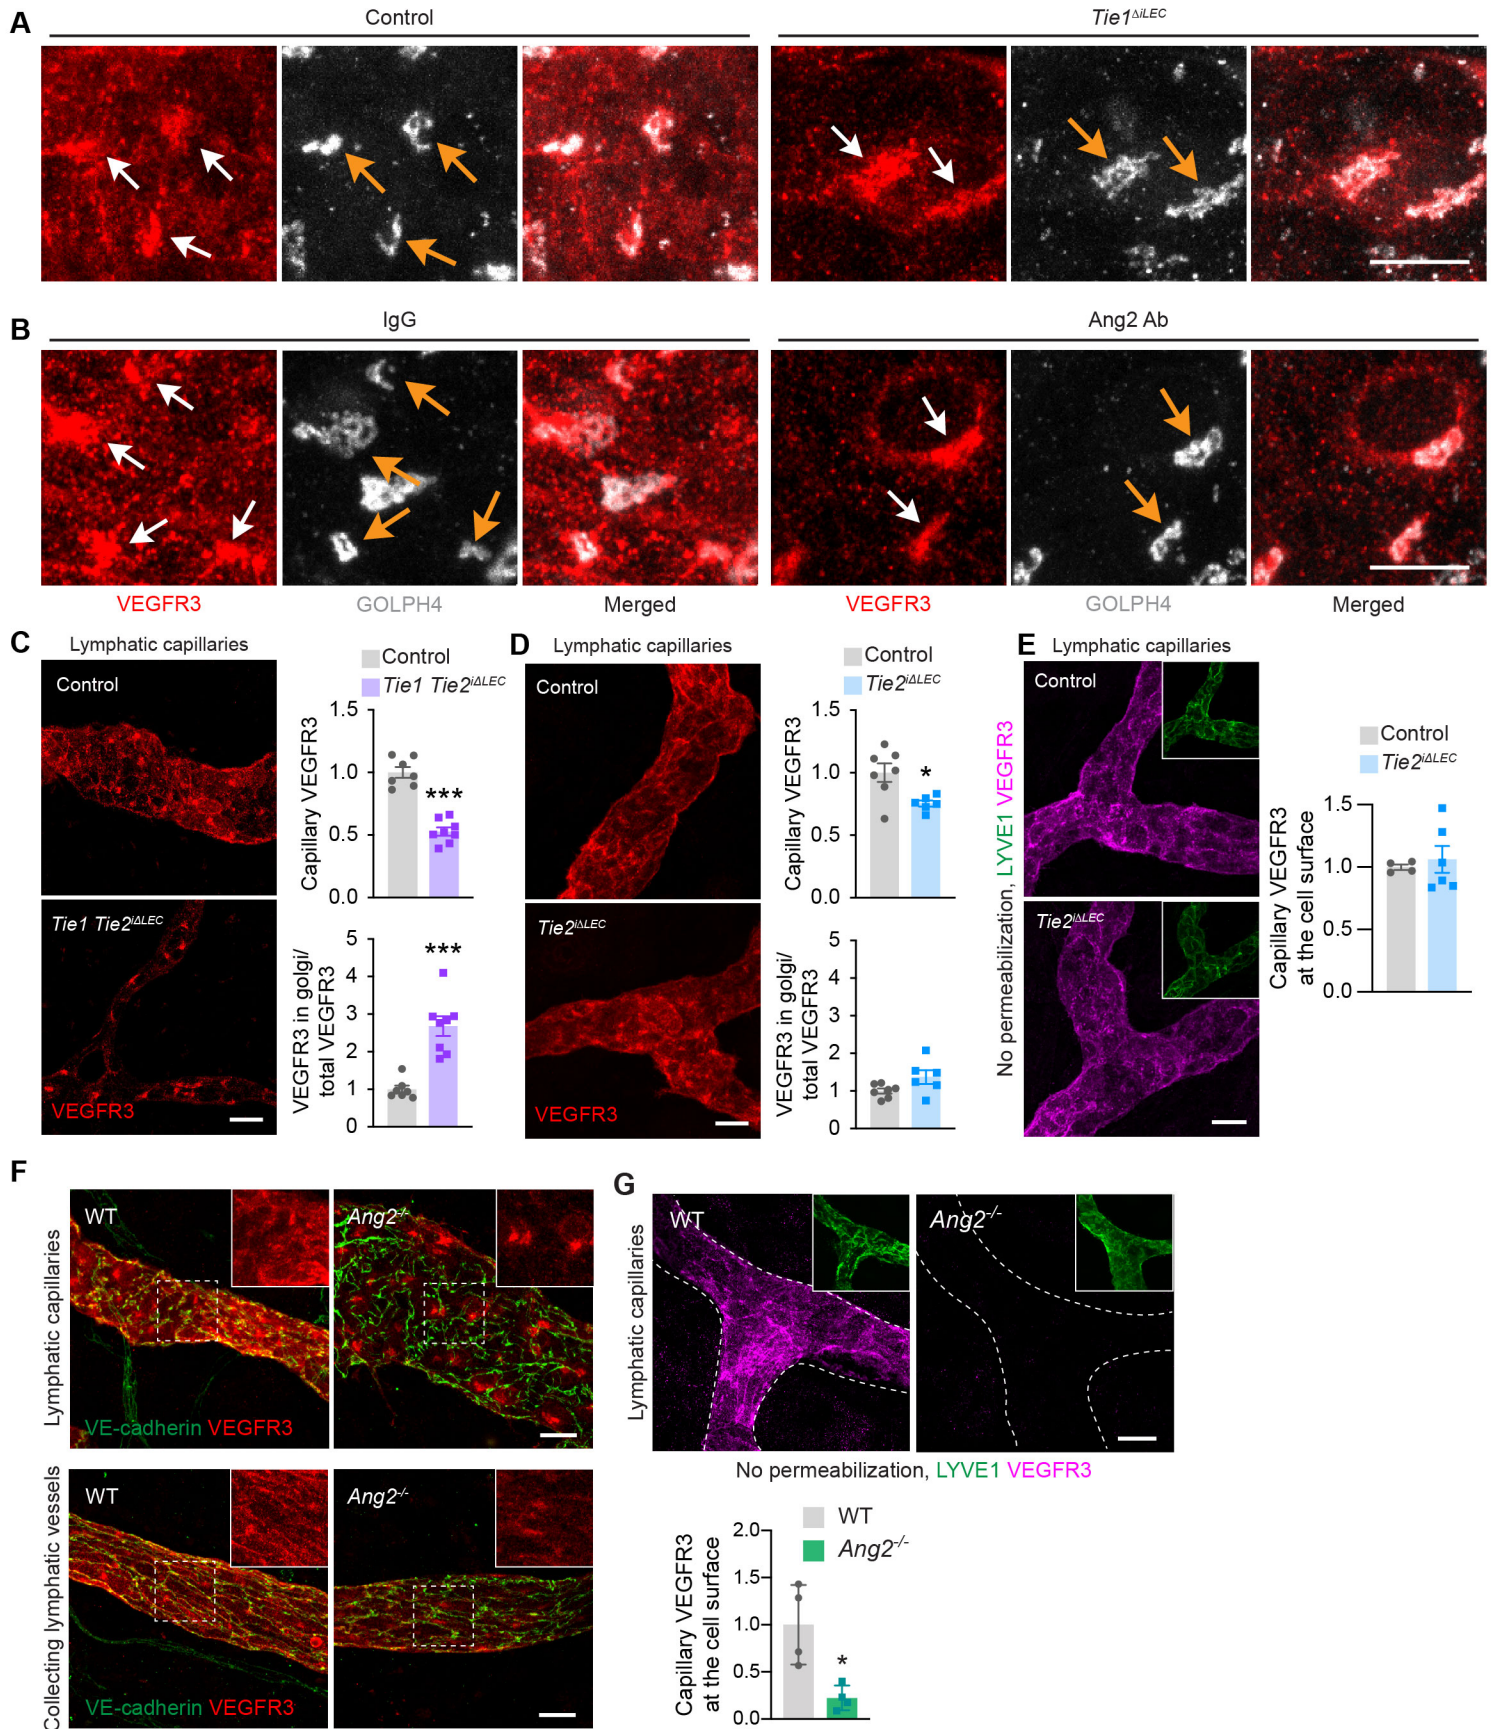 A
Control
Tie1ΔiLEC
B
IgG
Ang2 Ab
VEGFR3
GOLPH4
Merged
VEGFR3
GOLPH4
Merged
C
Lymphatic capillaries
Control
Tie1 Tie2iΔLEC
VEGFR3
Control
Tie1 Tie2iΔLEC
Capillary VEGFR3
1.5
1.0
0.5
0.0
***
VEGFR3 in golgi/
total VEGFR3
5
4
3
2
1
0
***
D
Lymphatic capillaries
Control
Tie2iΔLEC
VEGFR3
Control
Tie2iΔLEC
Capillary VEGFR3
1.5
1.0
0.5
0.0
*
VEGFR3 in golgi/
total VEGFR3
5
4
3
2
1
0
E
Lymphatic capillaries
No permeabilization, LYVE1 VEGFR3
Control
Tie2iΔLEC
Control
Tie2iΔLEC
Capillary VEGFR3
at the cell surface
1.5
1.0
0.5
0.0
F
Lymphatic capillaries
WT
Ang2-/-
VE-cadherin VEGFR3
Collecting lymphatic vessels
WT
Ang2-/-
VE-cadherin VEGFR3
G
Lymphatic capillaries
WT
Ang2-/-
No permeabilization, LYVE1 VEGFR3
WT
Ang2-/-
Capillary VEGFR3
at the cell surface
2.0
1.5
1.0
0.5
0.0
*